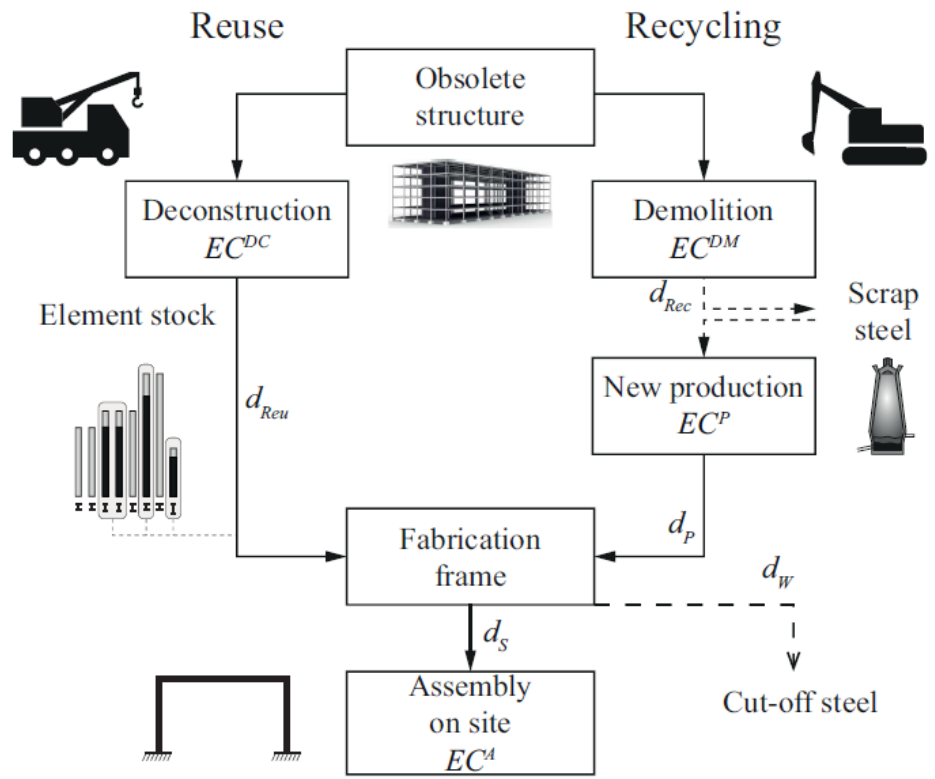 Reuse
Recycling
Obsolete
structure
Deconstruction
EC^DC
Demolition
EC^DM
Element stock
d_Rec
Scrap
steel
d_Reu
New production
EC^P
d_P
Fabrication
frame
d_W
d_S
Assembly
on site
EC^A
Cut-off steel